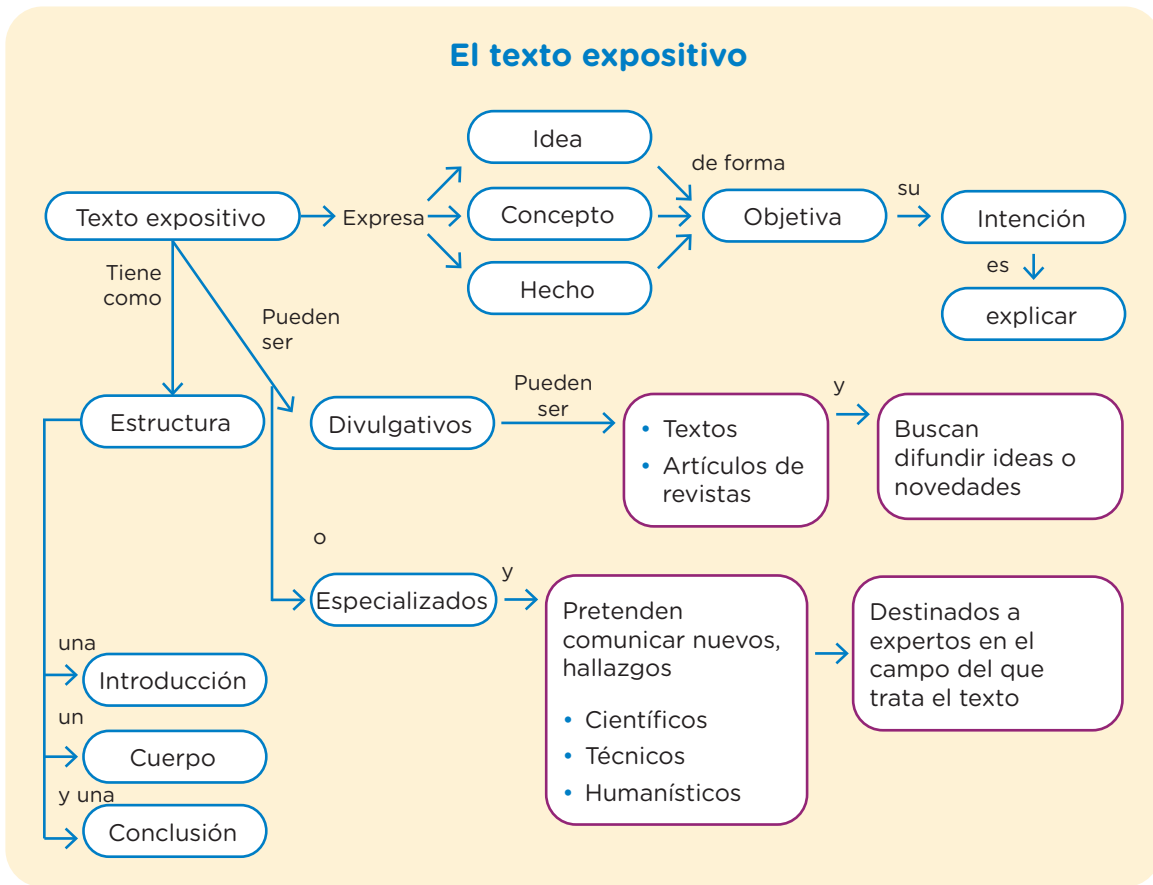 El texto expositivo
Idea
de forma
Texto expositivo
Expresa
Concepto
Objetiva
su
Intención
Hecho
es
explicar
Tiene
como
Pueden
ser
Estructura
Divulgativos
Pueden
ser
• Textos
• Artículos de
revistas
y
Buscan
difundir ideas o
novedades
o
Especializados
y
Pretenden
comunicar nuevos,
hallazgos
• Científicos
• Técnicos
• Humanísticos
Destinados a
expertos en el
campo del que
trata el texto
una
Introducción
un
Cuerpo
y una
Conclusión